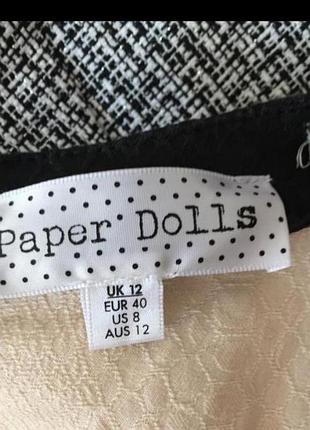 Paper Dolls
UK 12
EUR 40
US 8
AUS 12